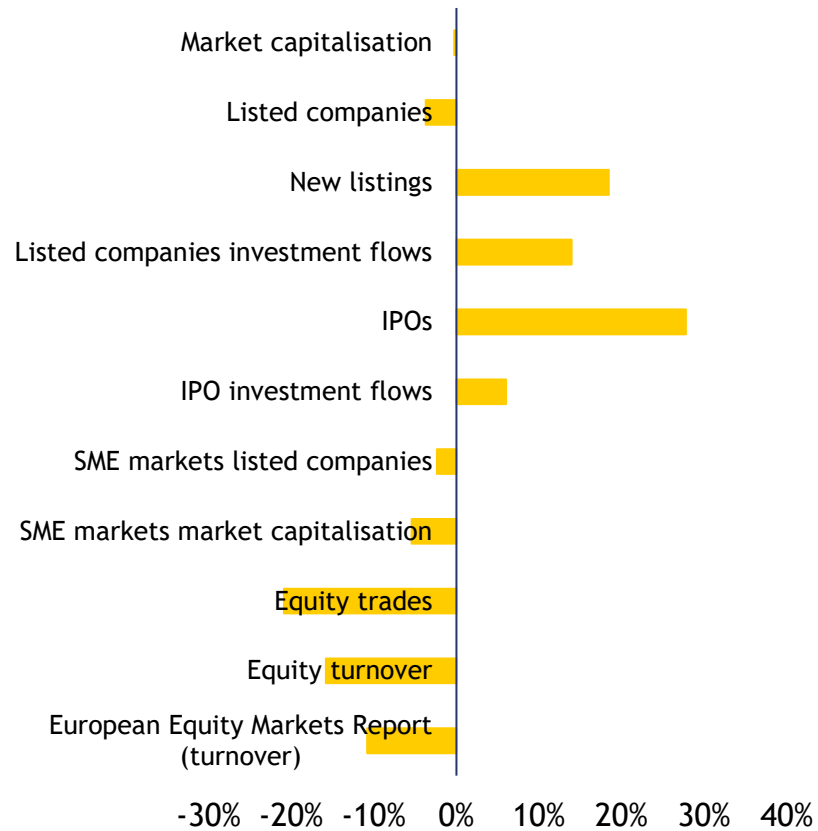 Market capitalisation
Listed companies
New listings
Listed companies investment flows
IPOs
IPO investment flows
SME markets listed companies
SME markets market capitalisation
Equity trades
Equity turnover
European Equity Markets Report
(turnover)
-30% -20% -10% 0% 10% 20% 30% 40%